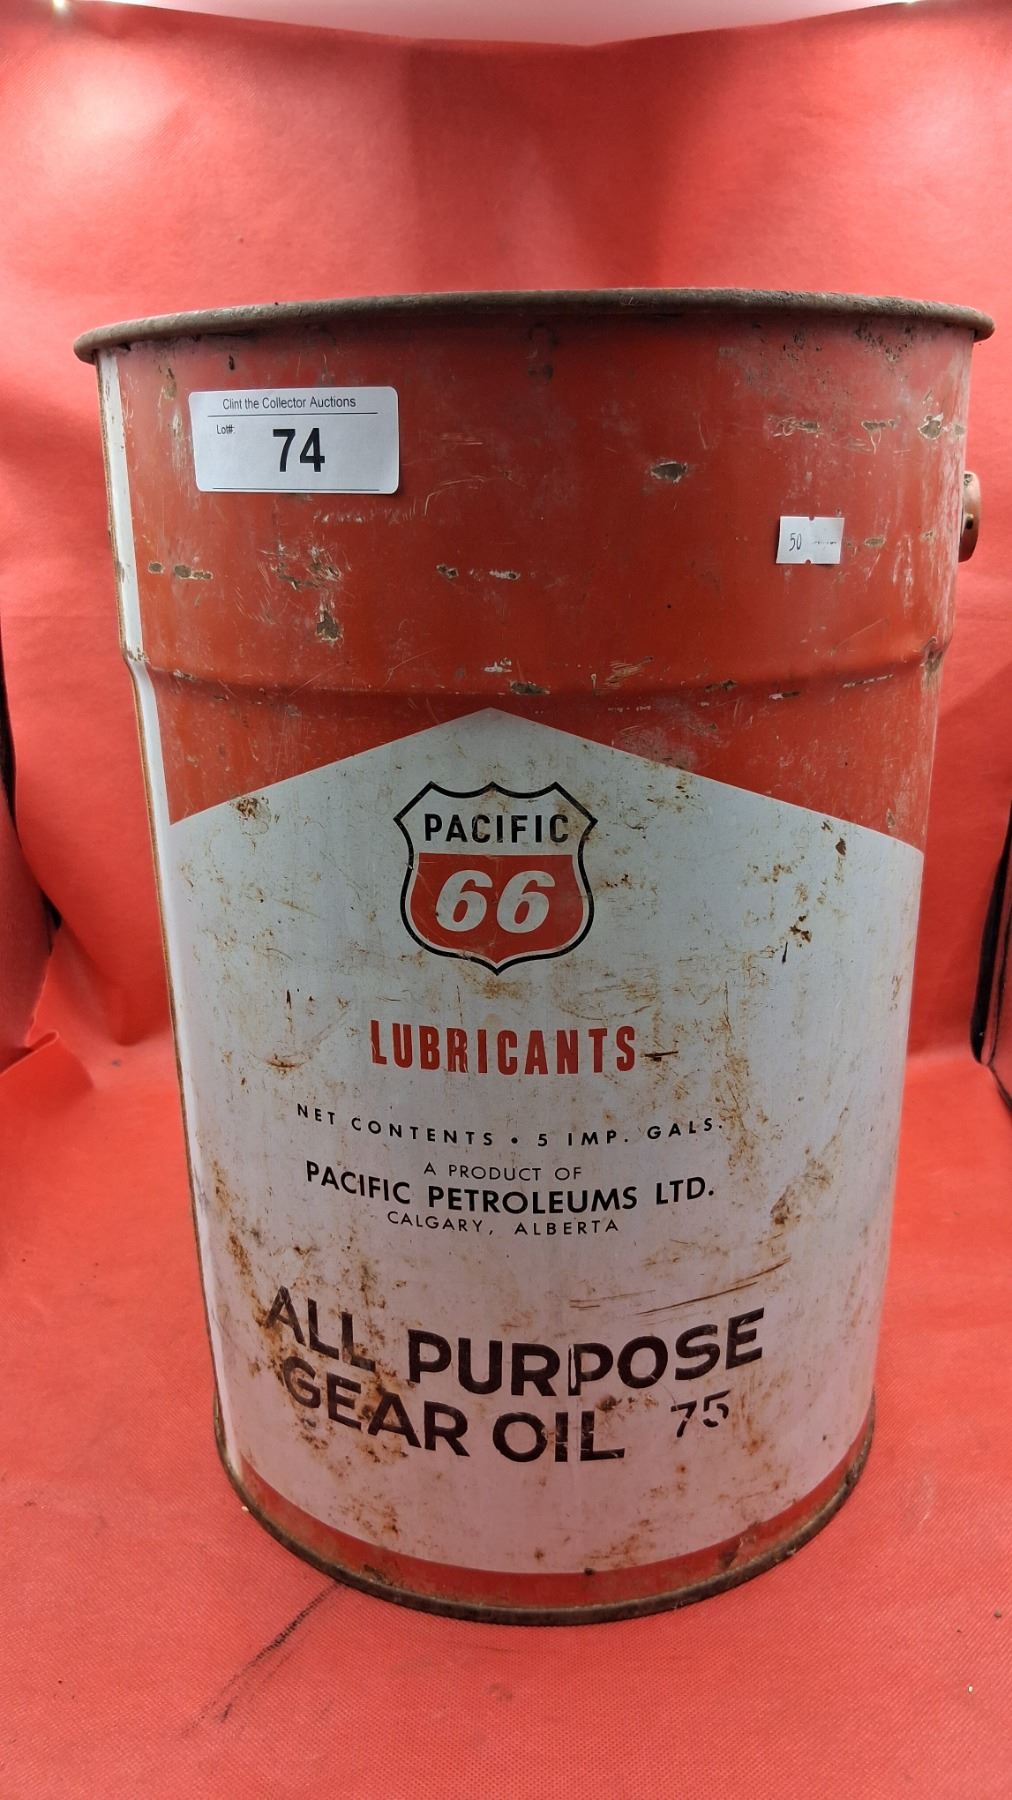 Clint the Collector Auctions
Lot#:
74
50
PACIFIC
66
LUBRICANTS
NET CONTENTS • 5 IMP. GALS.
A PRODUCT OF
PACIFIC PETROLEUMS LTD.
CALGARY, ALBERTA
ALL PURPOSE
GEAR OIL 75